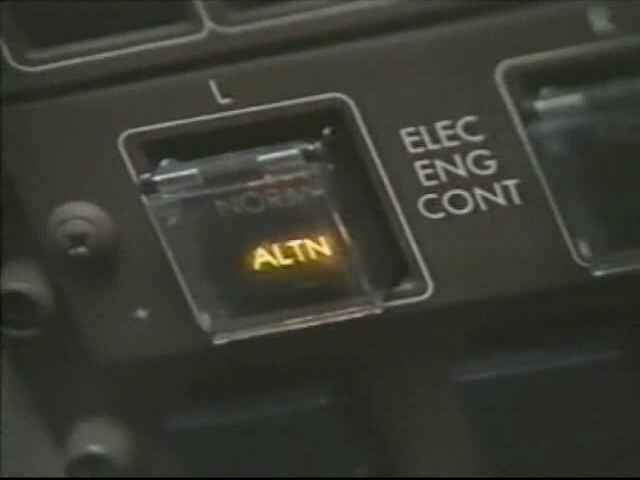 L
R
NORM
ALTN
ELEC
ENG
CONT